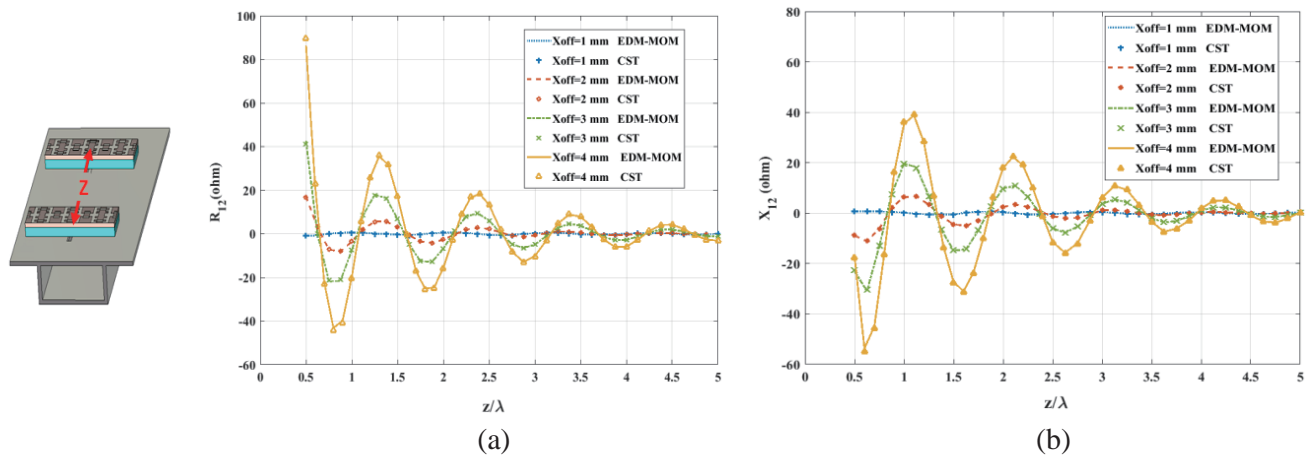 Z
100
80
60
40
20
0
-20
-40
-60
R12(ohm)
Xoff=1 mm EDM-MOM
Xoff=1 mm CST
Xoff=2 mm EDM-MOM
Xoff=2 mm CST
Xoff=3 mm EDM-MOM
Xoff=3 mm CST
Xoff=4 mm EDM-MOM
Xoff=4 mm CST
0 0.5 1 1.5 2 2.5 3 3.5 4 4.5 5
z/λ
(a)
80
60
40
20
0
-20
-40
-60
X12 (ohm)
Xoff=1 mm EDM-MOM
Xoff=1 mm CST
Xoff=2 mm EDM-MOM
Xoff=2 mm CST
Xoff=3 mm EDM-MOM
Xoff=3 mm CST
Xoff=4 mm EDM-MOM
Xoff=4 mm CST
0 0.5 1 1.5 2 2.5 3 3.5 4 4.5 5
z/λ
(b)